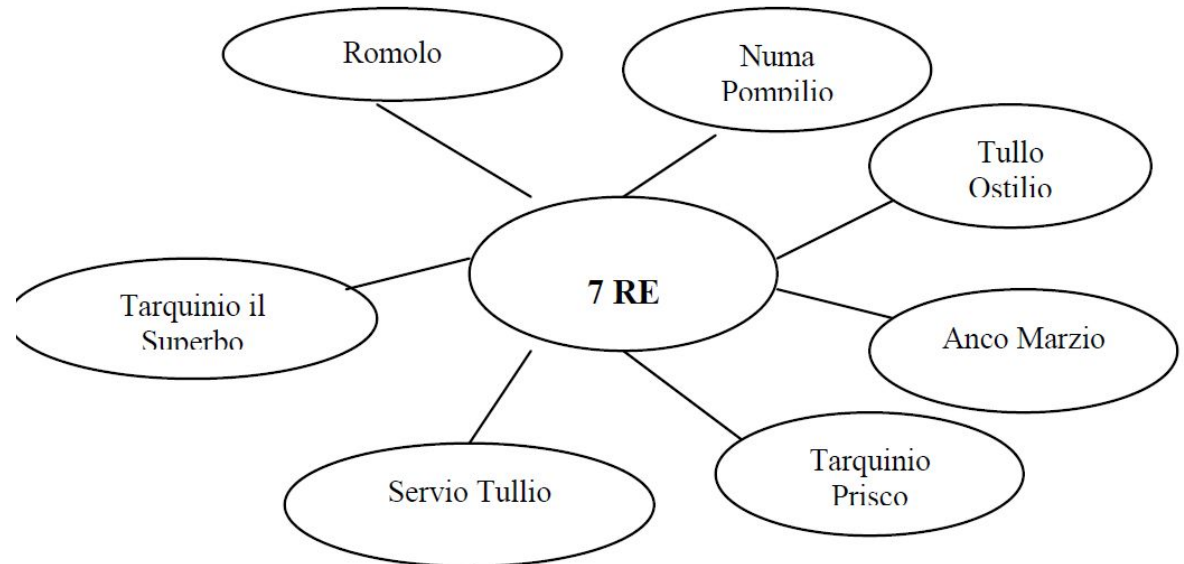 Romolo
Numa
Pompilio
Tullo
Ostilio
7 RE
Tarquinio il
Superbo
Anco Marzio
Tarquinio
Prisco
Servio Tullio